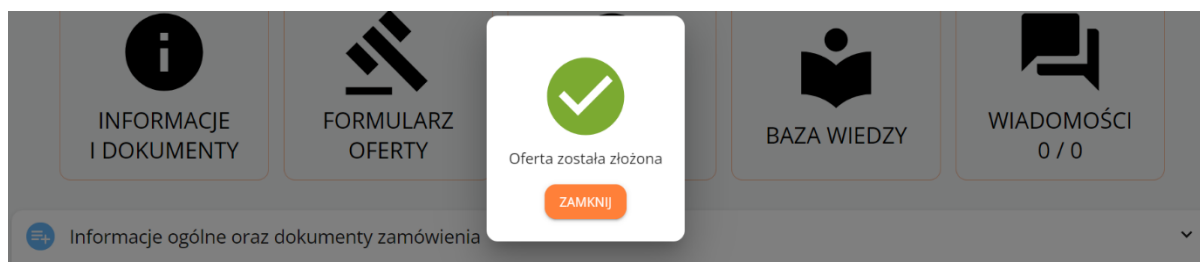 INFORMACJE
I DOKUMENTY
FORMULARZ
OFERTY
BAZA WIEDZY
WIADOMOŚCI
0 / 0
Oferta została złożona
ZAMKNIJ
Informacje ogólne oraz dokumenty zamówienia